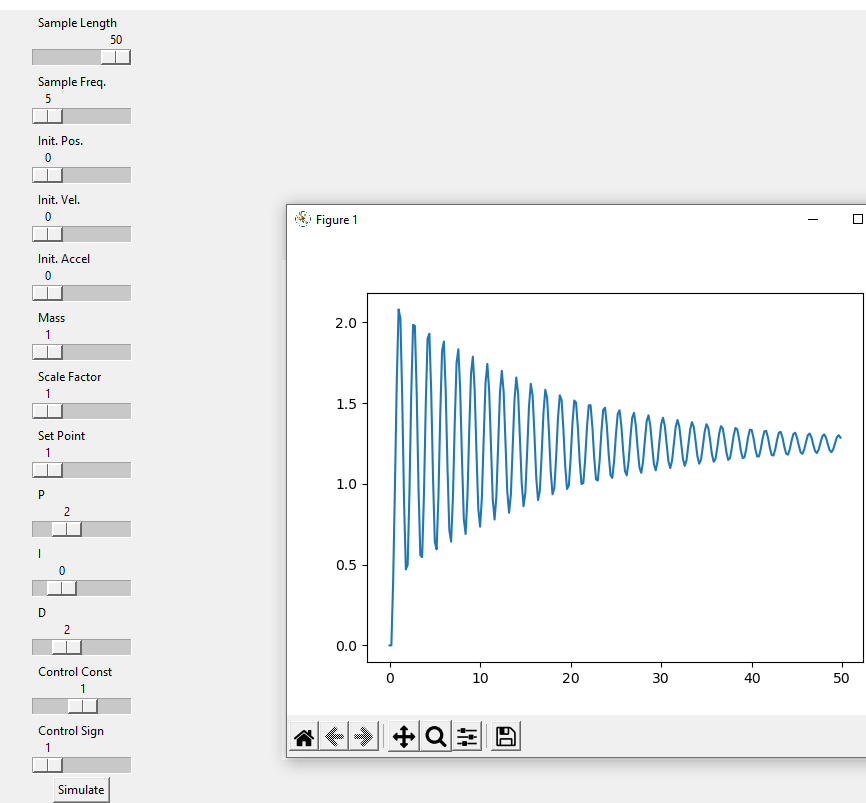 Sample Length
50
Sample Freq.
5
Init. Pos.
0
Init. Vel.
0
Init. Accel
0
Mass
1
Scale Factor
1
Set Point
1
P
2
I
0
D
2
Control Const
1
Control Sign
1
Simulate
Figure 1
2.0
1.5
1.0
0.5
0.0
0 10 20 30 40 50